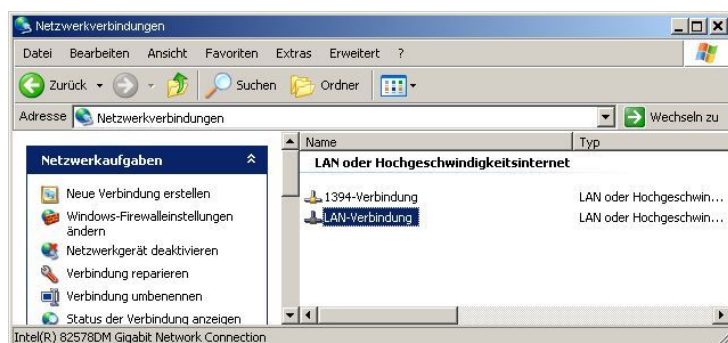 Netzwerkverbindungen
Datei Bearbeiten Ansicht Favoriten Extras Erweitert ?
Zurück Suchen Ordner
Adresse Netzwerkverbindungen Wechseln zu
Netzwerkaufgaben
Neue Verbindung erstellen
Windows-Firewalleinstellungen
ändern
Netzwerkgerät deaktivieren
Verbindung reparieren
Verbindung umbenennen
Status der Verbindung anzeigen
Name Typ
LAN oder Hochgeschwindigkeitsinternet
1394-Verbindung LAN oder Hochgeschwin...
LAN-Verbindung LAN oder Hochgeschwin...
Intel(R) 82578DM Gigabit Network Connection